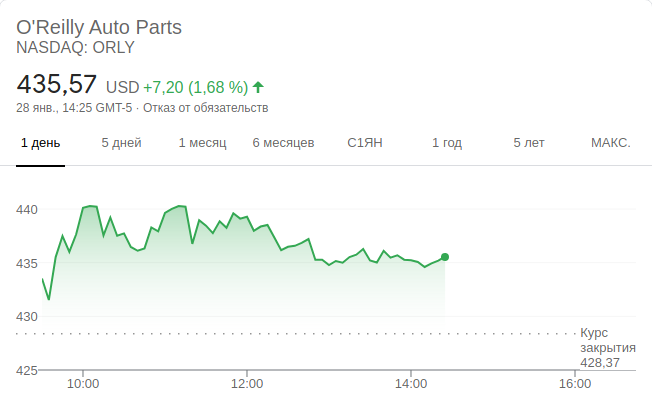 O'Reilly Auto Parts
NASDAQ: ORLY
435,57 USD +7,20 (1,68 %)
28 янв., 14:25 GMT-5 · Отказ от обязательств
1 день 5 дней 1 месяц 6 месяцев С1ЯН 1 год 5 лет МАКС.
440
435
430
Курс
закрытия
428,37
425
10:00 12:00 14:00 16:00